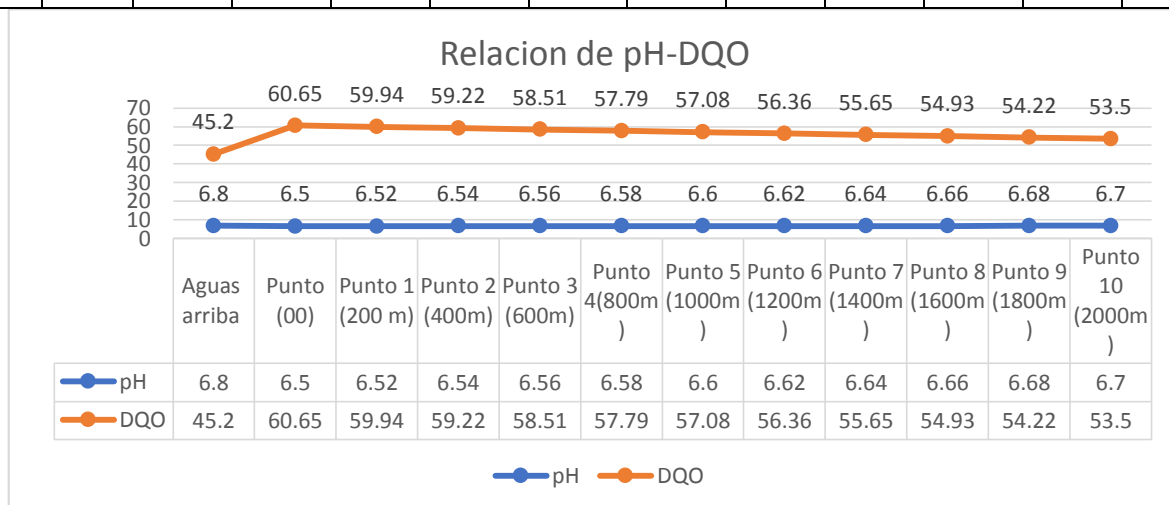 Relacion de pH-DQO
60.65 59.94 59.22 58.51 57.79 57.08 56.36 55.65 54.93 54.22 53.5
45.2
70
60
50
40
30
20
10
0
6.8 6.5 6.52 6.54 6.56 6.58 6.6 6.62 6.64 6.66 6.68 6.7
Aguas
arriba
Punto
(00)
Punto 1
(200 m)
Punto 2
(400m)
Punto 3
(600m)
Punto
4(800m
)
Punto 5
(1000m
)
Punto 6
(1200m
)
Punto 7
(1400m
)
Punto 8
(1600m
)
Punto 9
(1800m
)
Punto
10
(2000m
)
pH 6.8 6.5 6.52 6.54 6.56 6.58 6.6 6.62 6.64 6.66 6.68 6.7
DQO 45.2 60.65 59.94 59.22 58.51 57.79 57.08 56.36 55.65 54.93 54.22 53.5
pH DQO